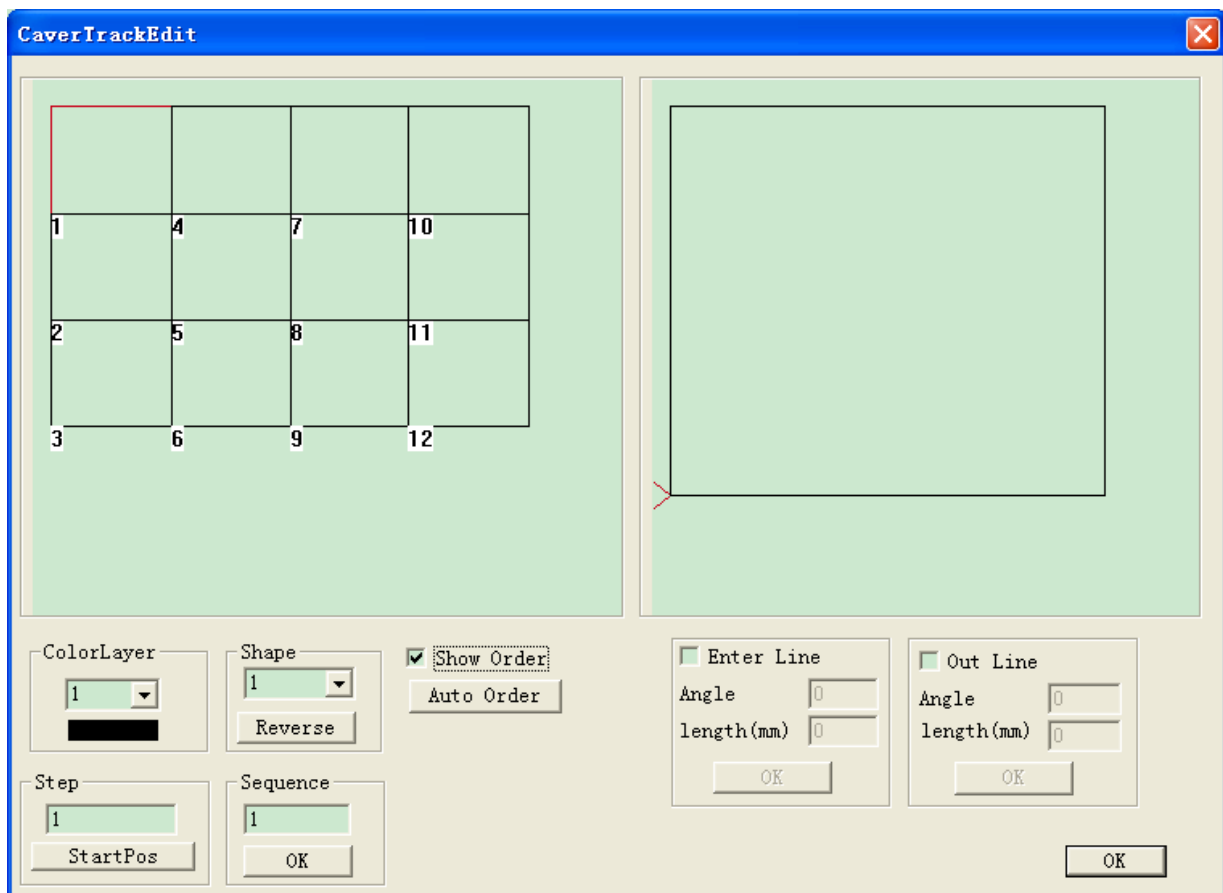 CaverTrackEdit
1 4 7 10
2 5 8 11
3 6 9 12
ColorLayer
1
Shape
1
Reverse
Show Order
Auto Order
Step
1
StartPos
Sequence
1
OK
Enter Line
Angle 0
length(mm) 0
OK
Out Line
Angle 0
length(mm) 0
OK
OK